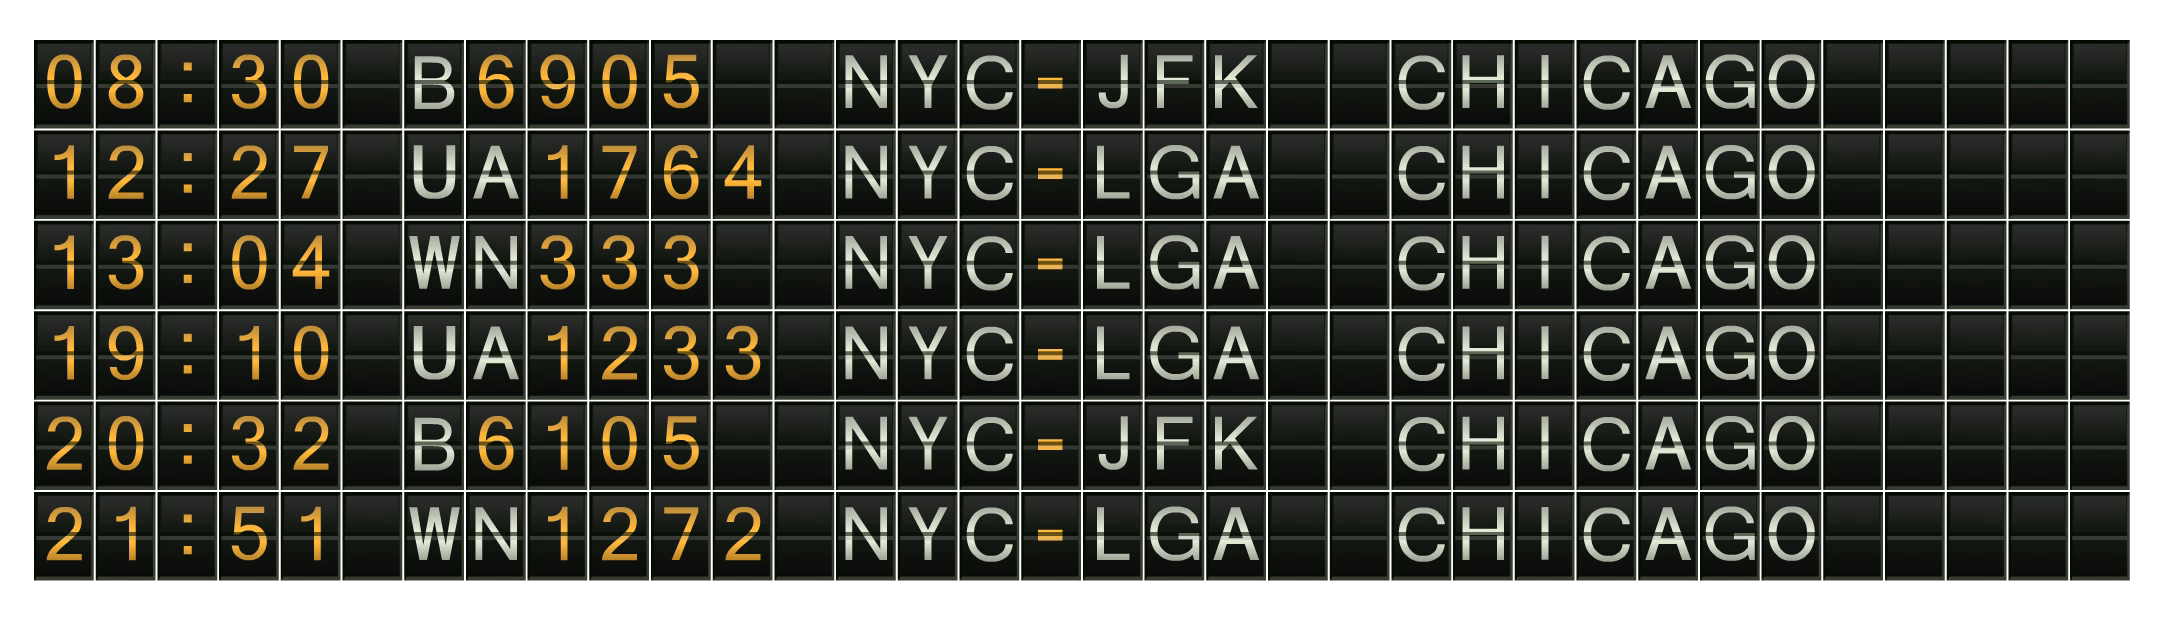 08:30 B6905 NYC=JFK CHICAGO
12:27 UA1764 NYC=LGA CHICAGO
13:04 WN333 NYC=LGA CHICAGO
19:10 UA1233 NYC=LGA CHICAGO
20:32 B6105 NYC=JFK CHICAGO
21:51 WN1272 NYC=LGA CHICAGO